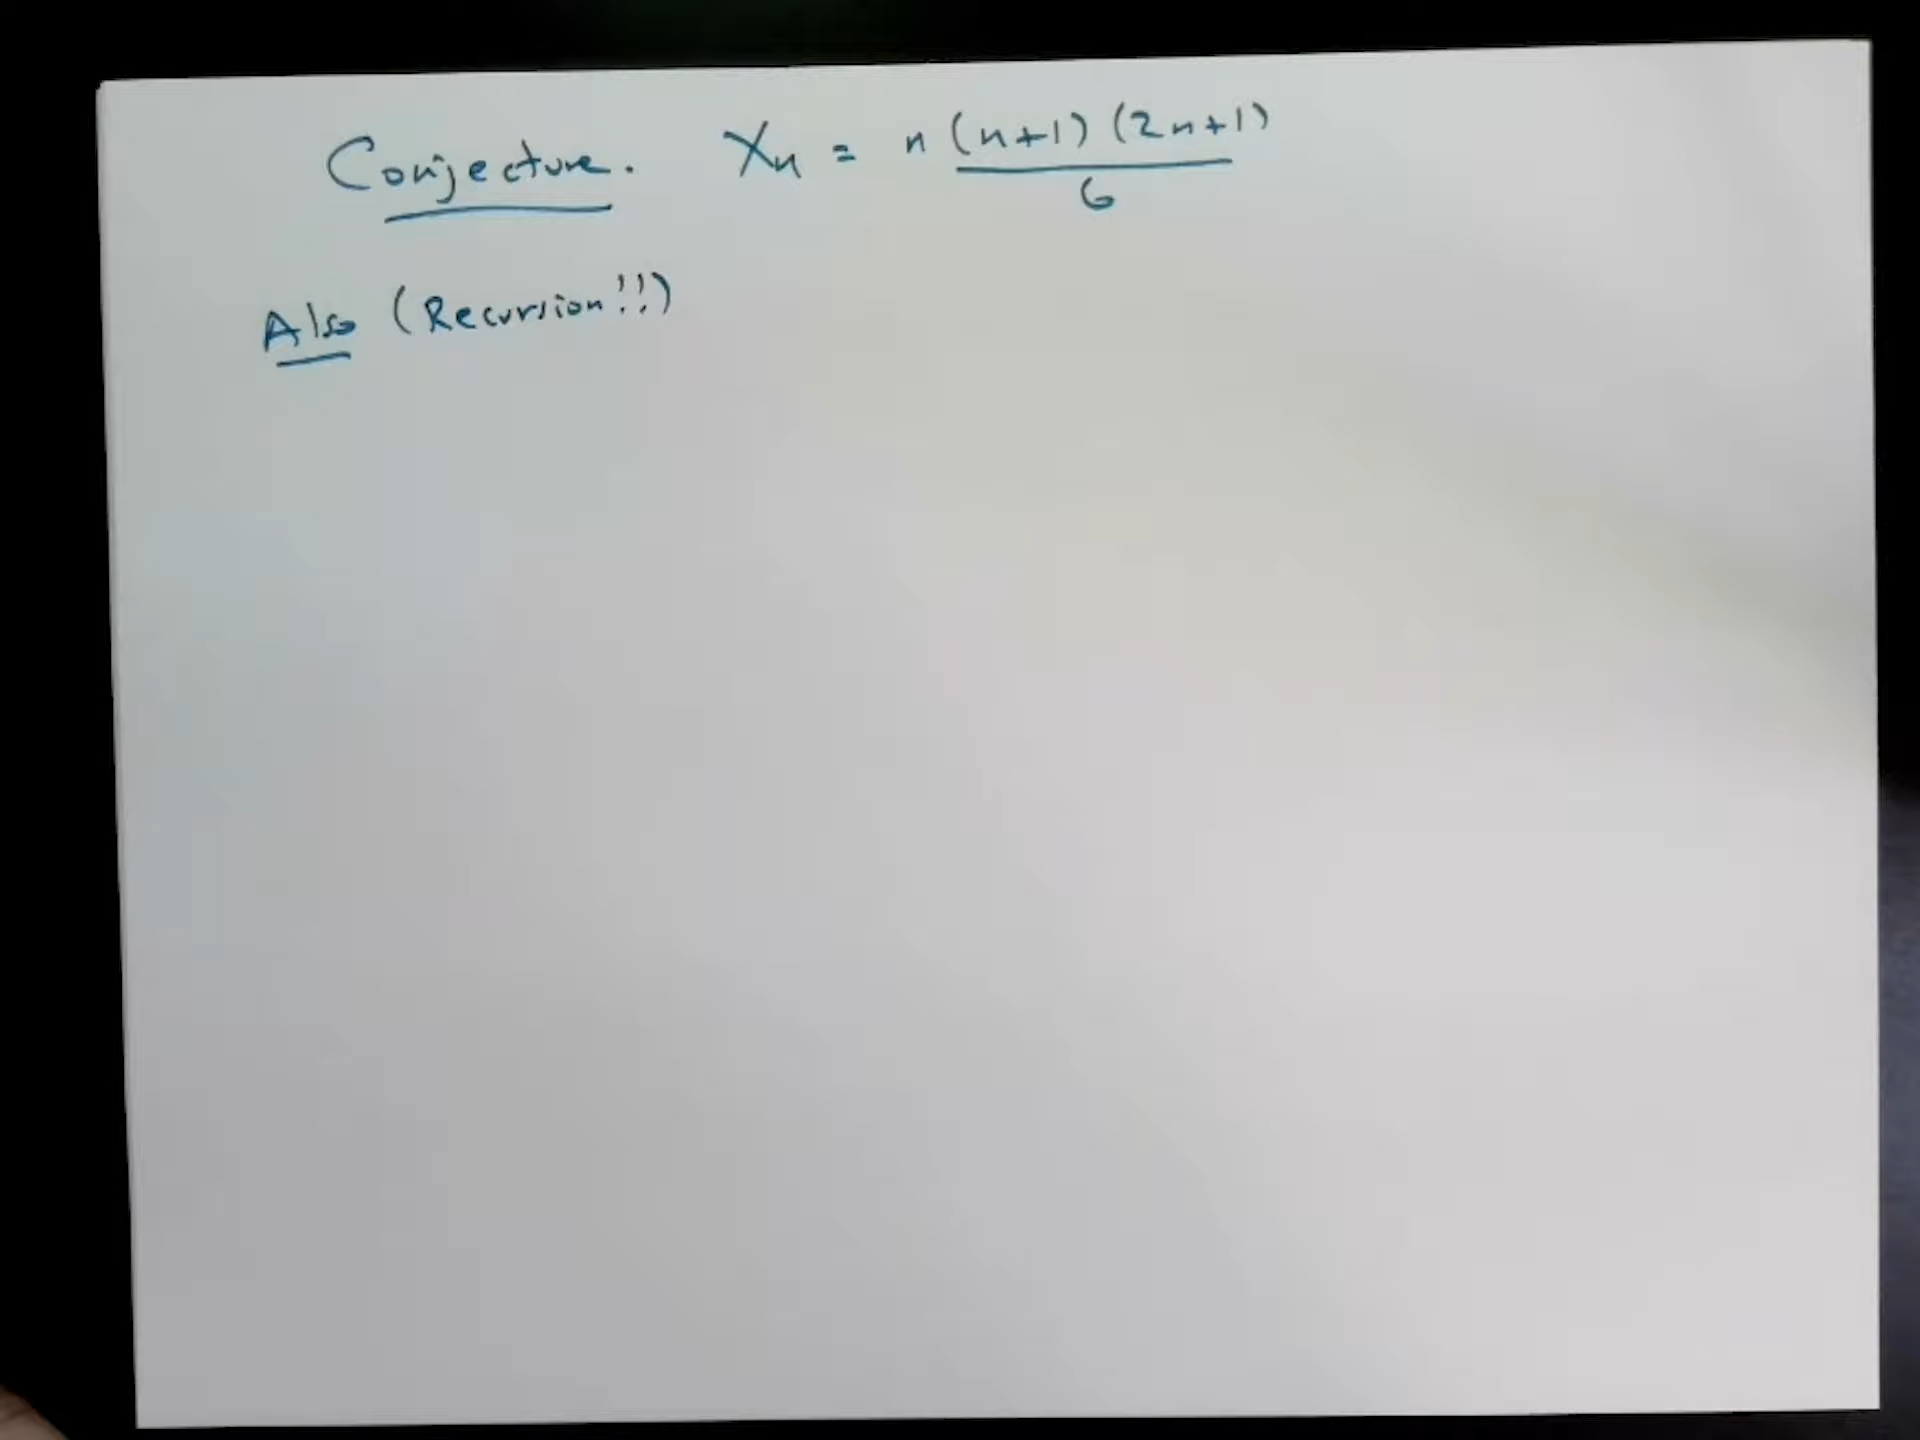 Conjecture. Xn = n(n+1)(2n+1)
6
Also (Recursion!!)